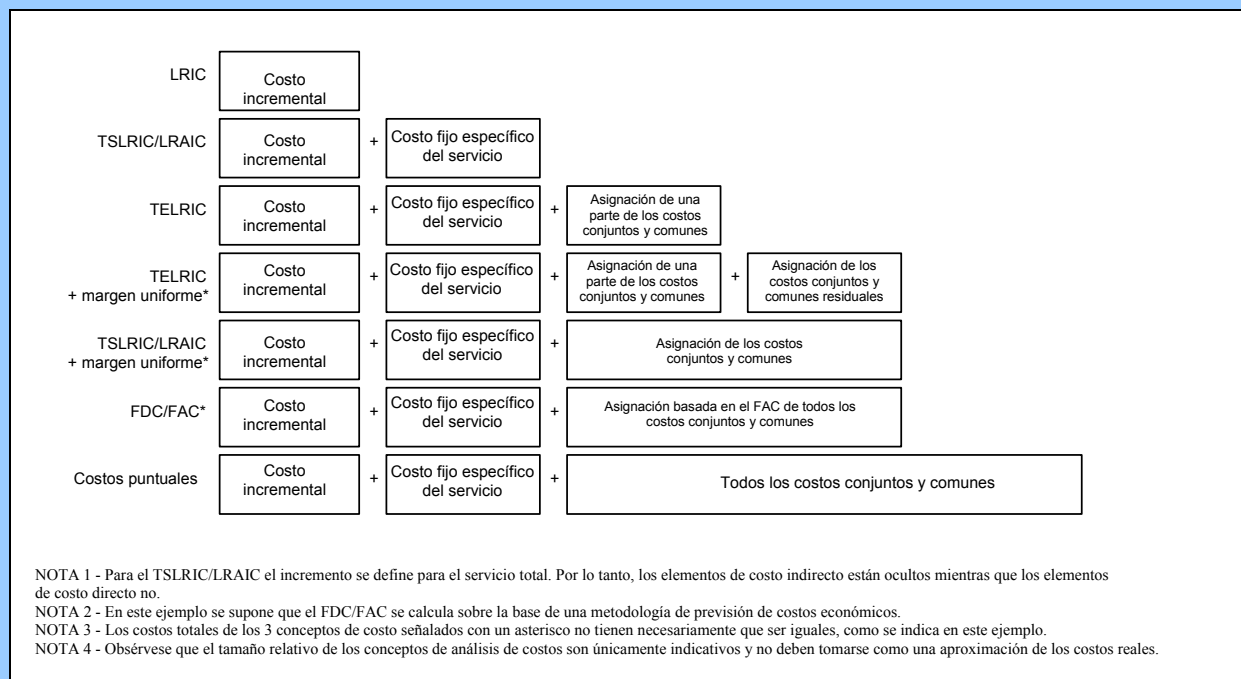 LRIC
Costo
incremental
TSLRIC/LRAIC
Costo
incremental
+
Costo fijo específico
del servicio
TELRIC
Costo
incremental
+
Costo fijo específico
del servicio
+
Asignación de una
parte de los costos
conjuntos y comunes
TELRIC
+ margen uniforme*
Costo
incremental
+
Costo fijo específico
del servicio
+
Asignación de una
parte de los costos
conjuntos y comunes
+
Asignación de los
costos conjuntos y
comunes residuales
TSLRIC/LRAIC
+ margen uniforme*
Costo
incremental
+
Costo fijo específico
del servicio
+
Asignación de los costos
conjuntos y comunes
FDC/FAC*
Costo
incremental
+
Costo fijo específico
del servicio
+
Asignación basada en el FAC de todos los
costos conjuntos y comunes
Costos puntuales
Costo
incremental
+
Costo fijo específico
del servicio
+
Todos los costos conjuntos y comunes
NOTA 1 - Para el TSLRIC/LRAIC el incremento se define para el servicio total. Por lo tanto, los elementos de costo indirecto están ocultos mientras que los elementos
de costo directo no.
NOTA 2 - En este ejemplo se supone que el FDC/FAC se calcula sobre la base de una metodología de previsión de costos económicos.
NOTA 3 - Los costos totales de los 3 conceptos de costo señalados con un asterisco no tienen necesariamente que ser iguales, como se indica en este ejemplo.
NOTA 4 - Obsérvese que el tamaño relativo de los conceptos de análisis de costos son únicamente indicativos y no deben tomarse como una aproximación de los costos reales.